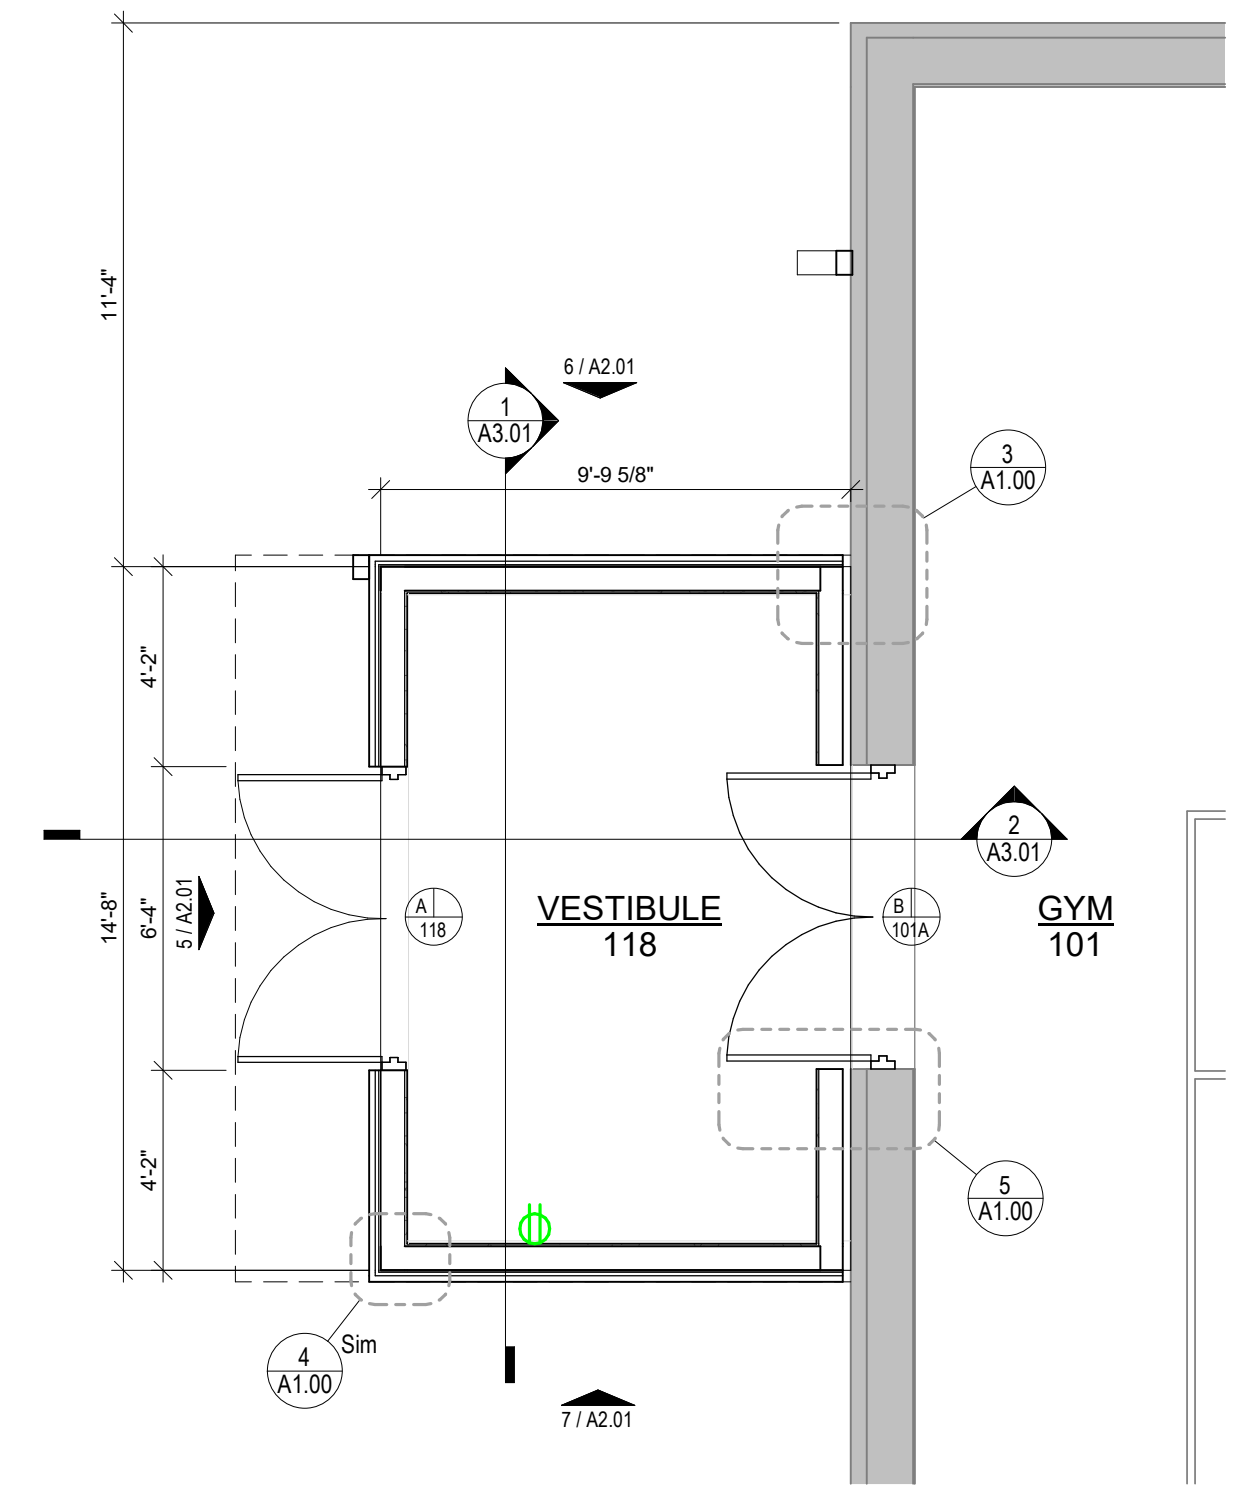 11'-4"
6 / A2.01
1
A3.01
9'-9 5/8"
3
A1.00
4'-2"
2
A3.01
14'-8"
6'-4"
5 / A2.01
A
118
VESTIBULE
118
B
101A
GYM
101
4'-2"
5
A1.00
Sim
4
A1.00
7 / A2.01